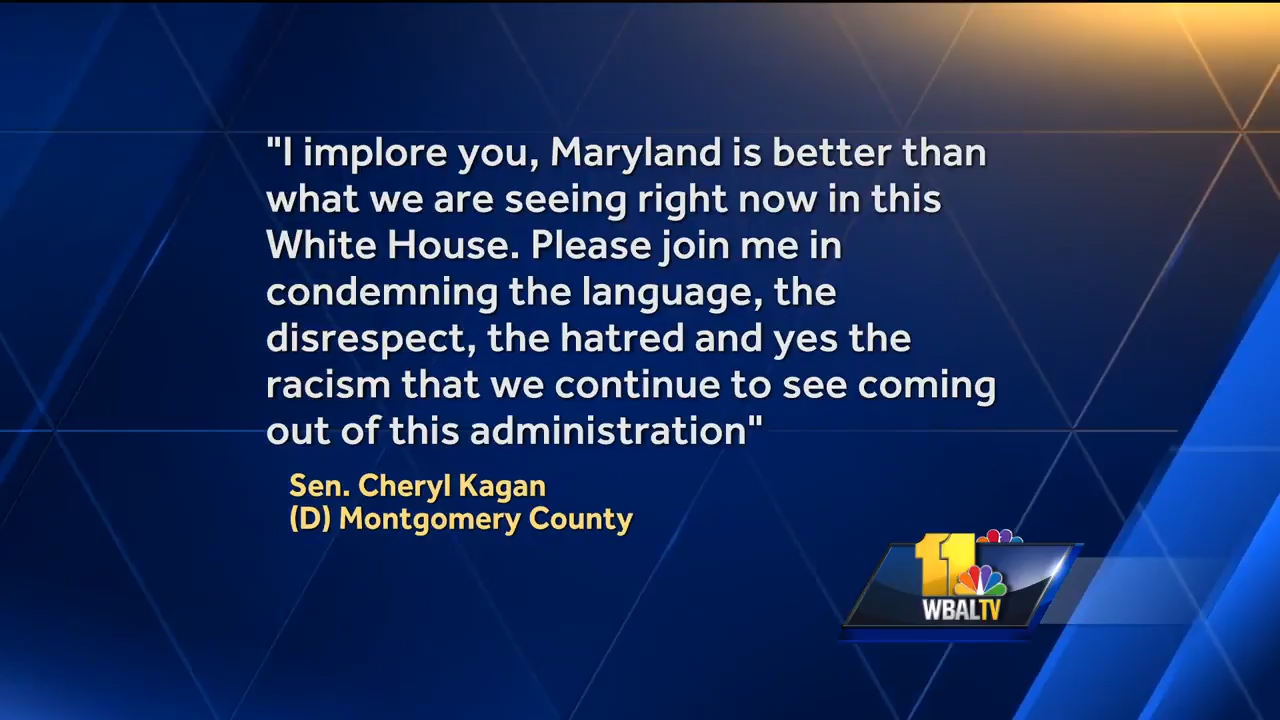 "I implore you, Maryland is better than
what we are seeing right now in this
White House. Please join me in
condemning the language, the
disrespect, the hatred and yes the
racism that we continue to see coming
out of this administration"
Sen. Cheryl Kagan
(D) Montgomery County
11
WBALTV